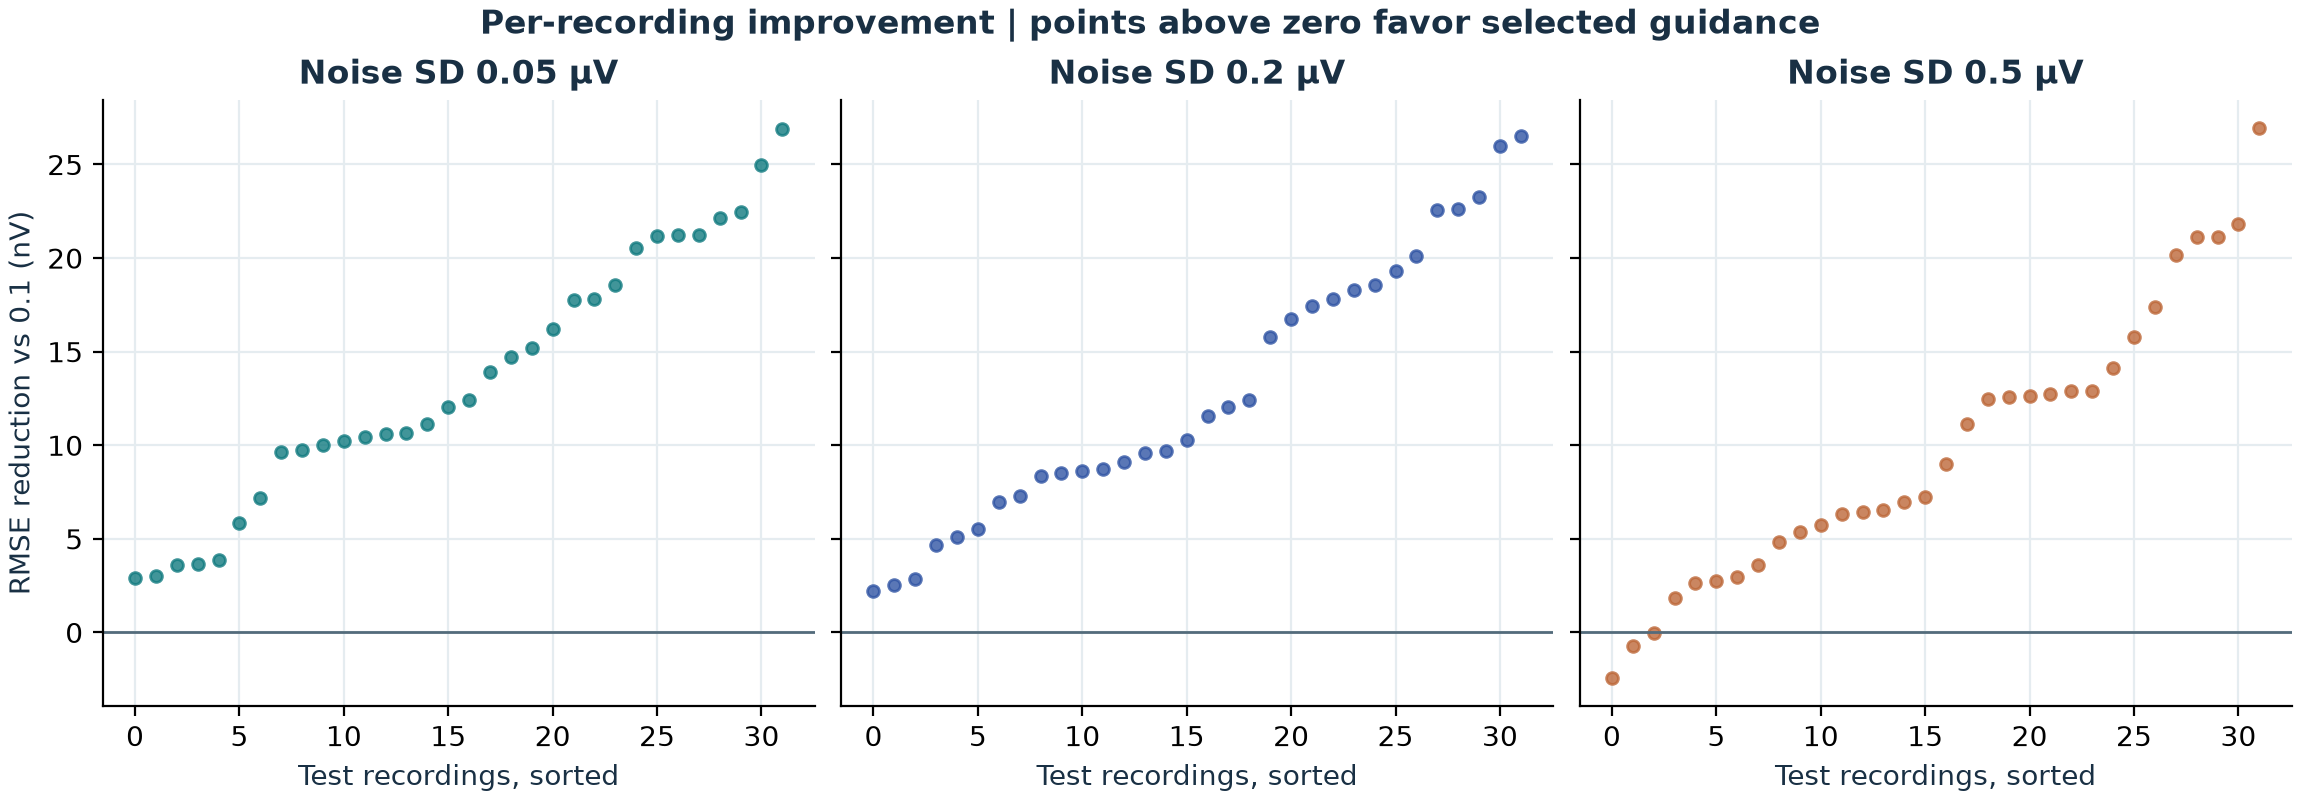 Per-recording improvement | points above zero favor selected guidance
Noise SD 0.05 µV
Noise SD 0.2 µV
Noise SD 0.5 µV
RMSE reduction vs 0.1 (nV)
25
20
15
10
5
0
0 5 10 15 20 25 30
0 5 10 15 20 25 30
0 5 10 15 20 25 30
Test recordings, sorted
Test recordings, sorted
Test recordings, sorted